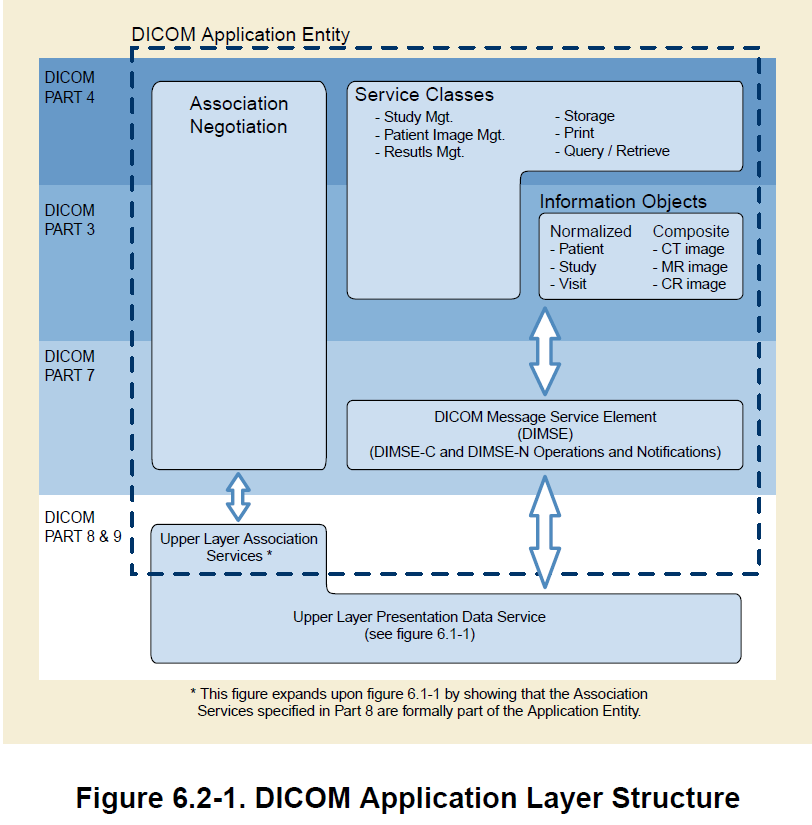 DICOM Application Entity
DICOM
PART 4
Association
Negotiation
Service Classes
- Study Mgt.
- Patient Image Mgt.
- Resutls Mgt.
- Storage
- Print
- Query / Retrieve
DICOM
PART 3
Information Objects
Normalized
- Patient
- Study
- Visit
Composite
- CT image
- MR image
- CR image
DICOM
PART 7
DICOM Message Service Element
(DIMSE)
(DIMSE-C and DIMSE-N Operations and Notifications)
DICOM
PART 8 & 9
Upper Layer Association
Services *
Upper Layer Presentation Data Service
(see figure 6.1-1)
* This figure expands upon figure 6.1-1 by showing that the Association
Services specified in Part 8 are formally part of the Application Entity.
Figure 6.2-1. DICOM Application Layer Structure